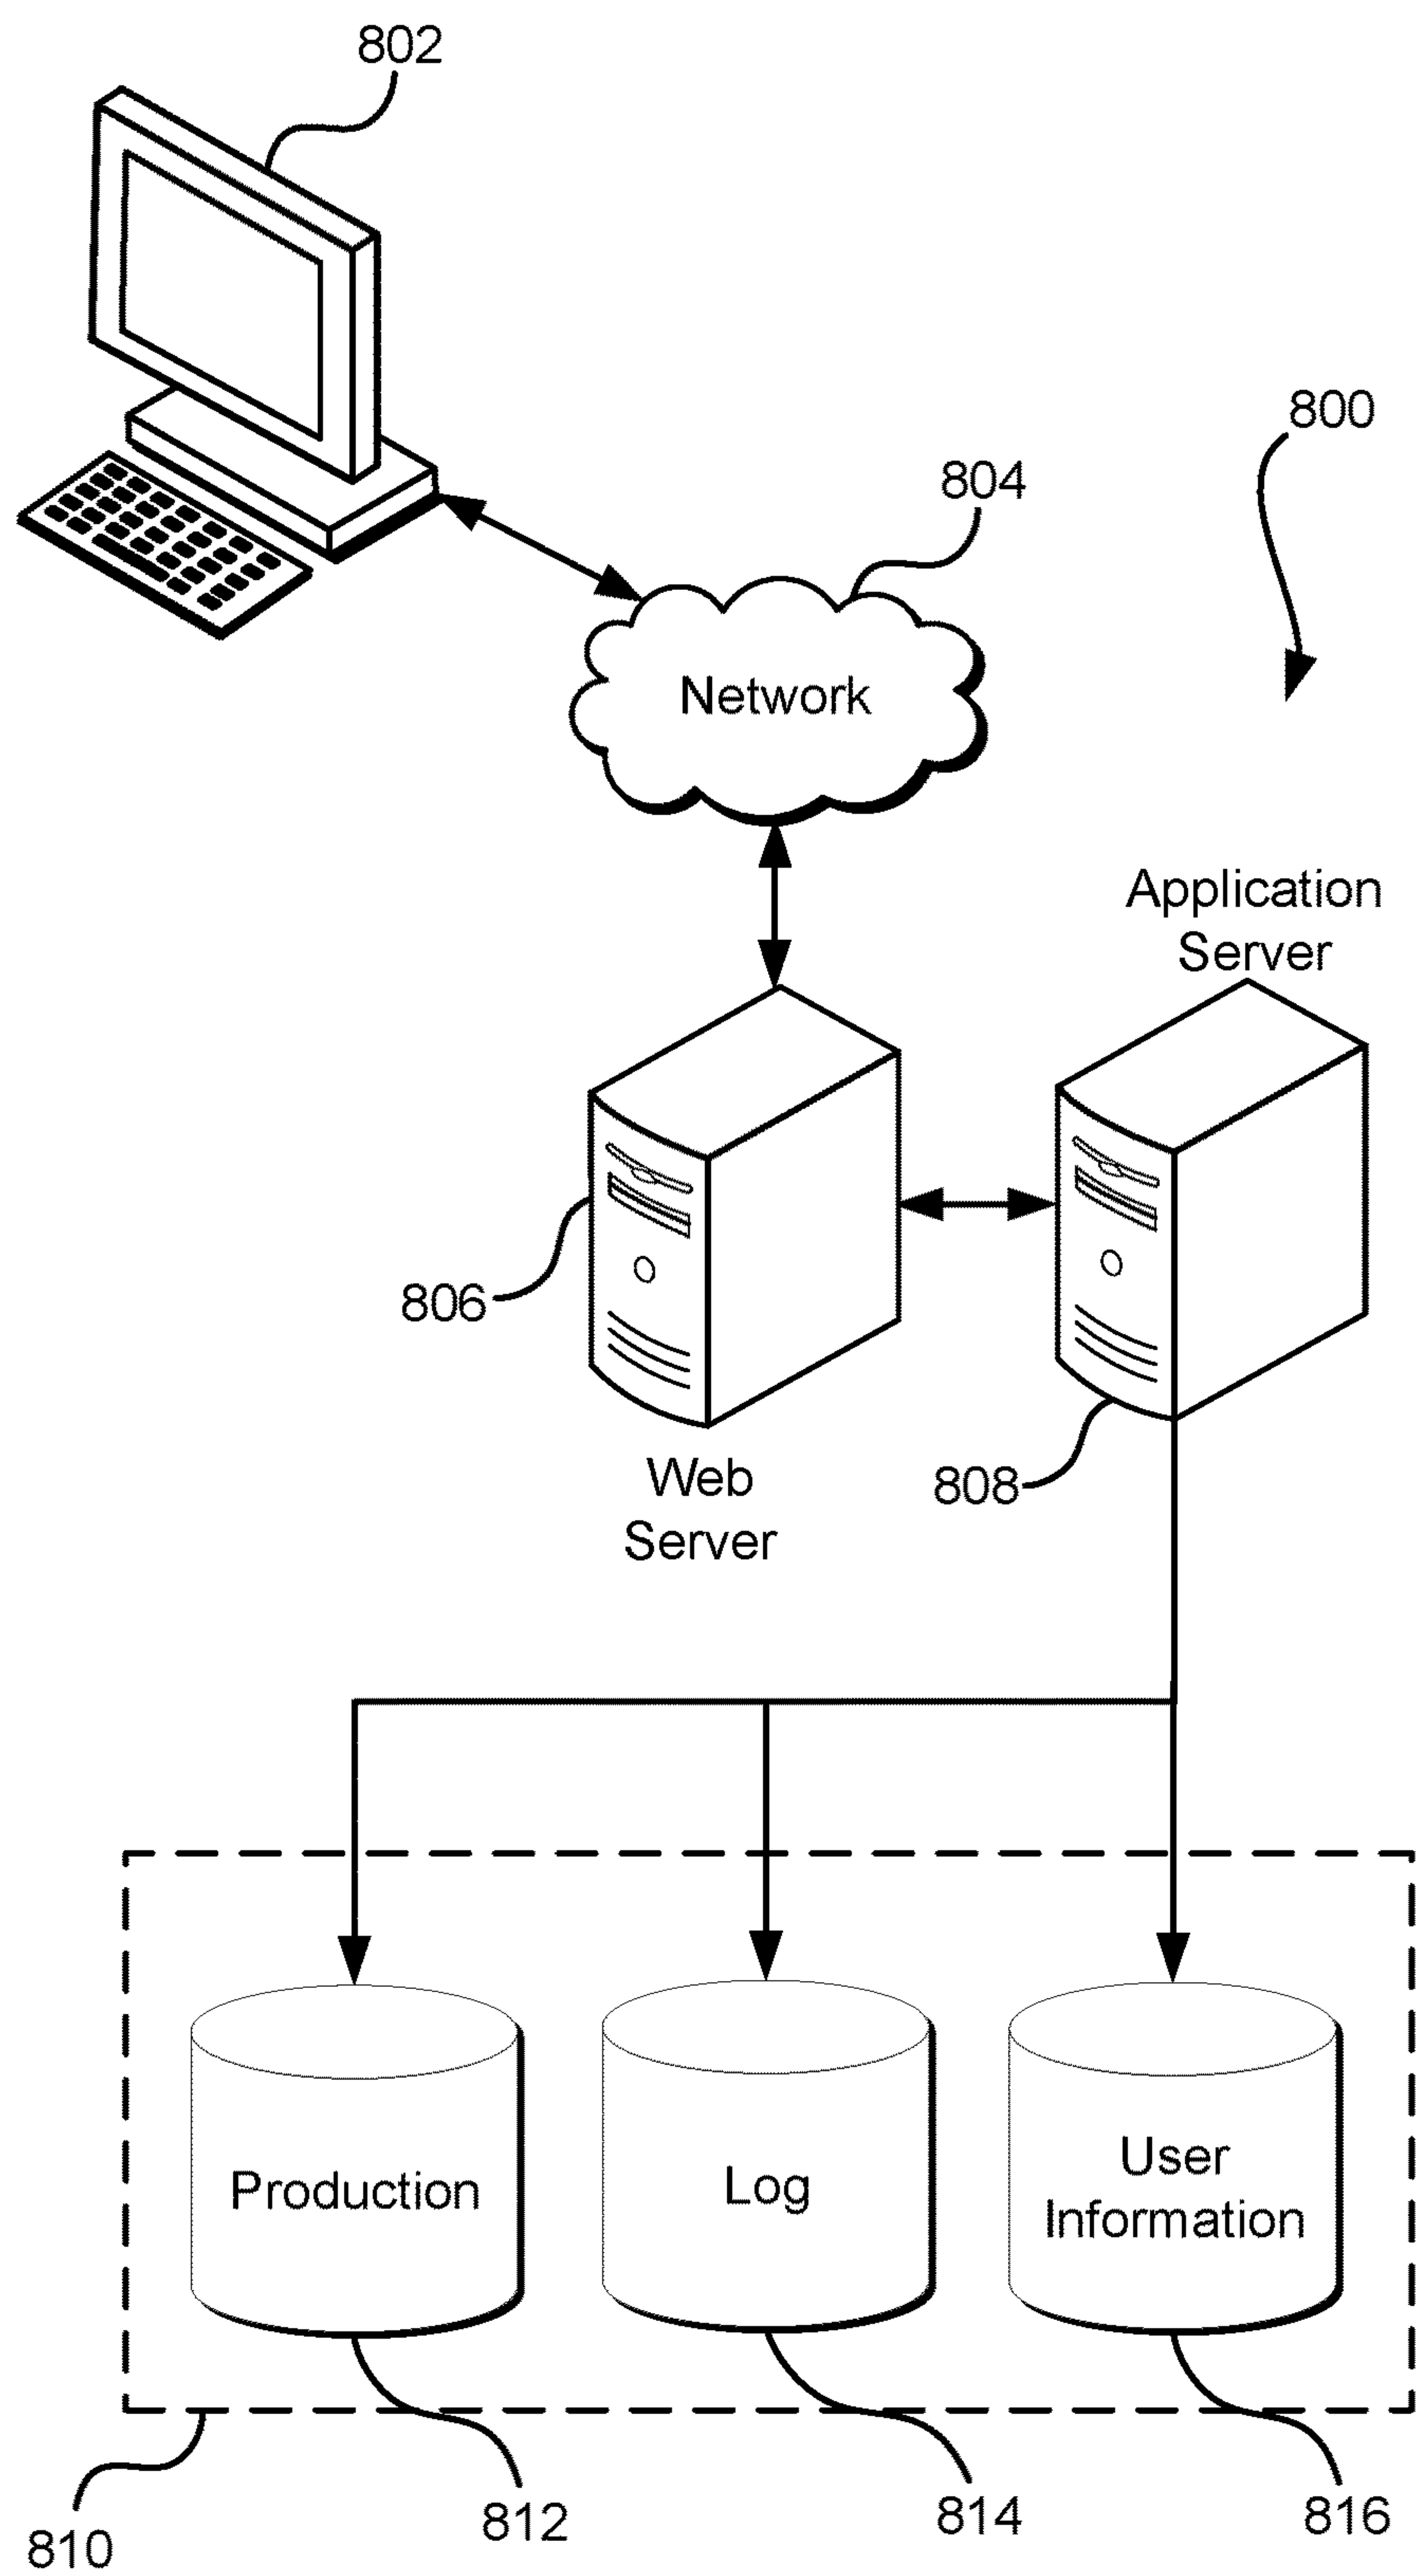 802
800
804
Network
Application
Server
806
808
Web
Server
Production
Log
User
Information
810
812
814
816